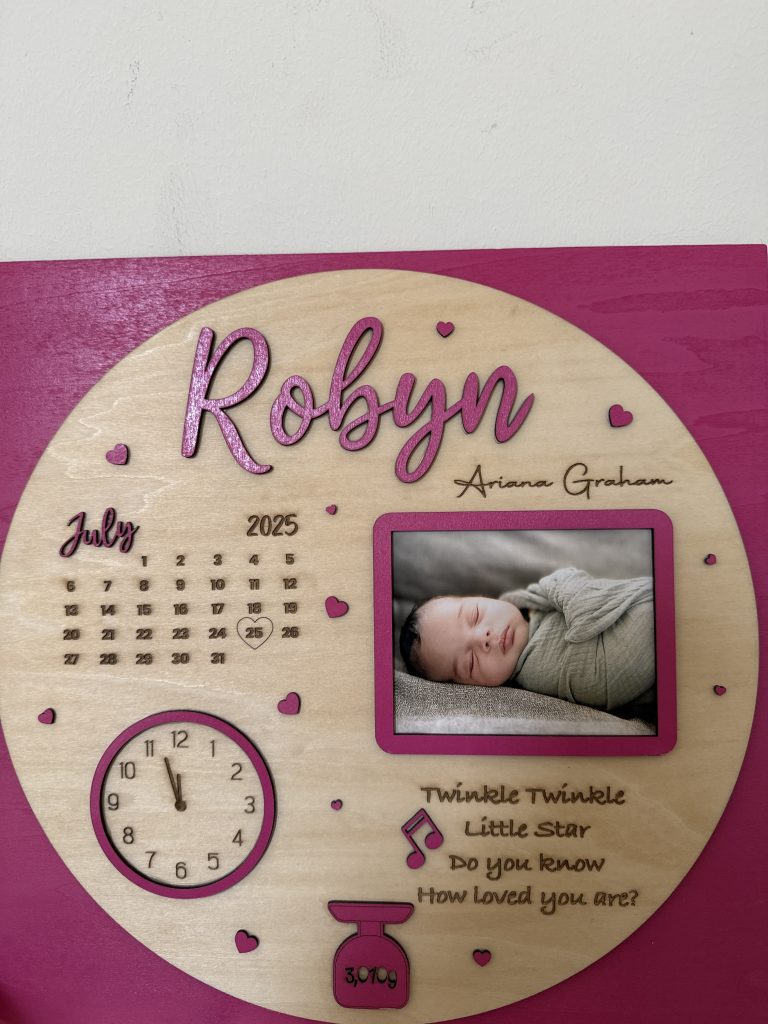 Robyn
Ariana Graham
July 2025
1 2 3 4 5
6 7 8 9 10 11 12
13 14 15 16 17 18 19
20 21 22 23 24 25 26
27 28 29 30 31
12
11 1
10 2
9 3
8 4
7 5
6
Twinkle Twinkle
Little Star
Do you know
How loved you are?
3,010g